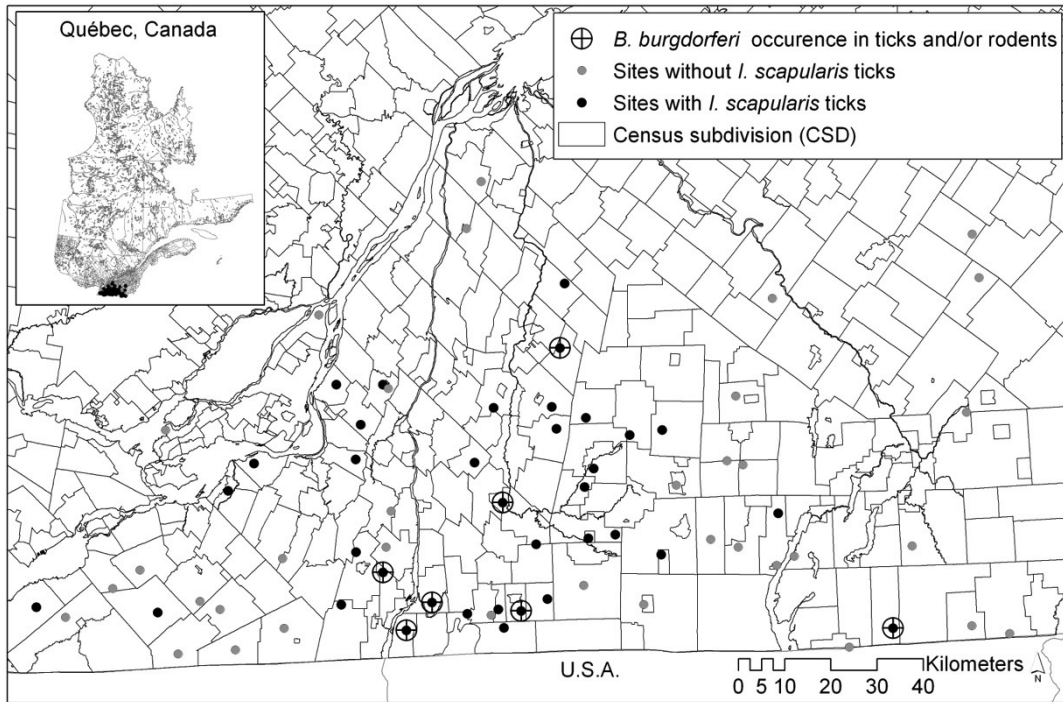 Québec, Canada
B. burgdorferi occurence in ticks and/or rodents
Sites without I. scapularis ticks
Sites with I. scapularis ticks
Census subdivision (CSD)
U.S.A.
Kilometers
0 5 10 20 30 40
N